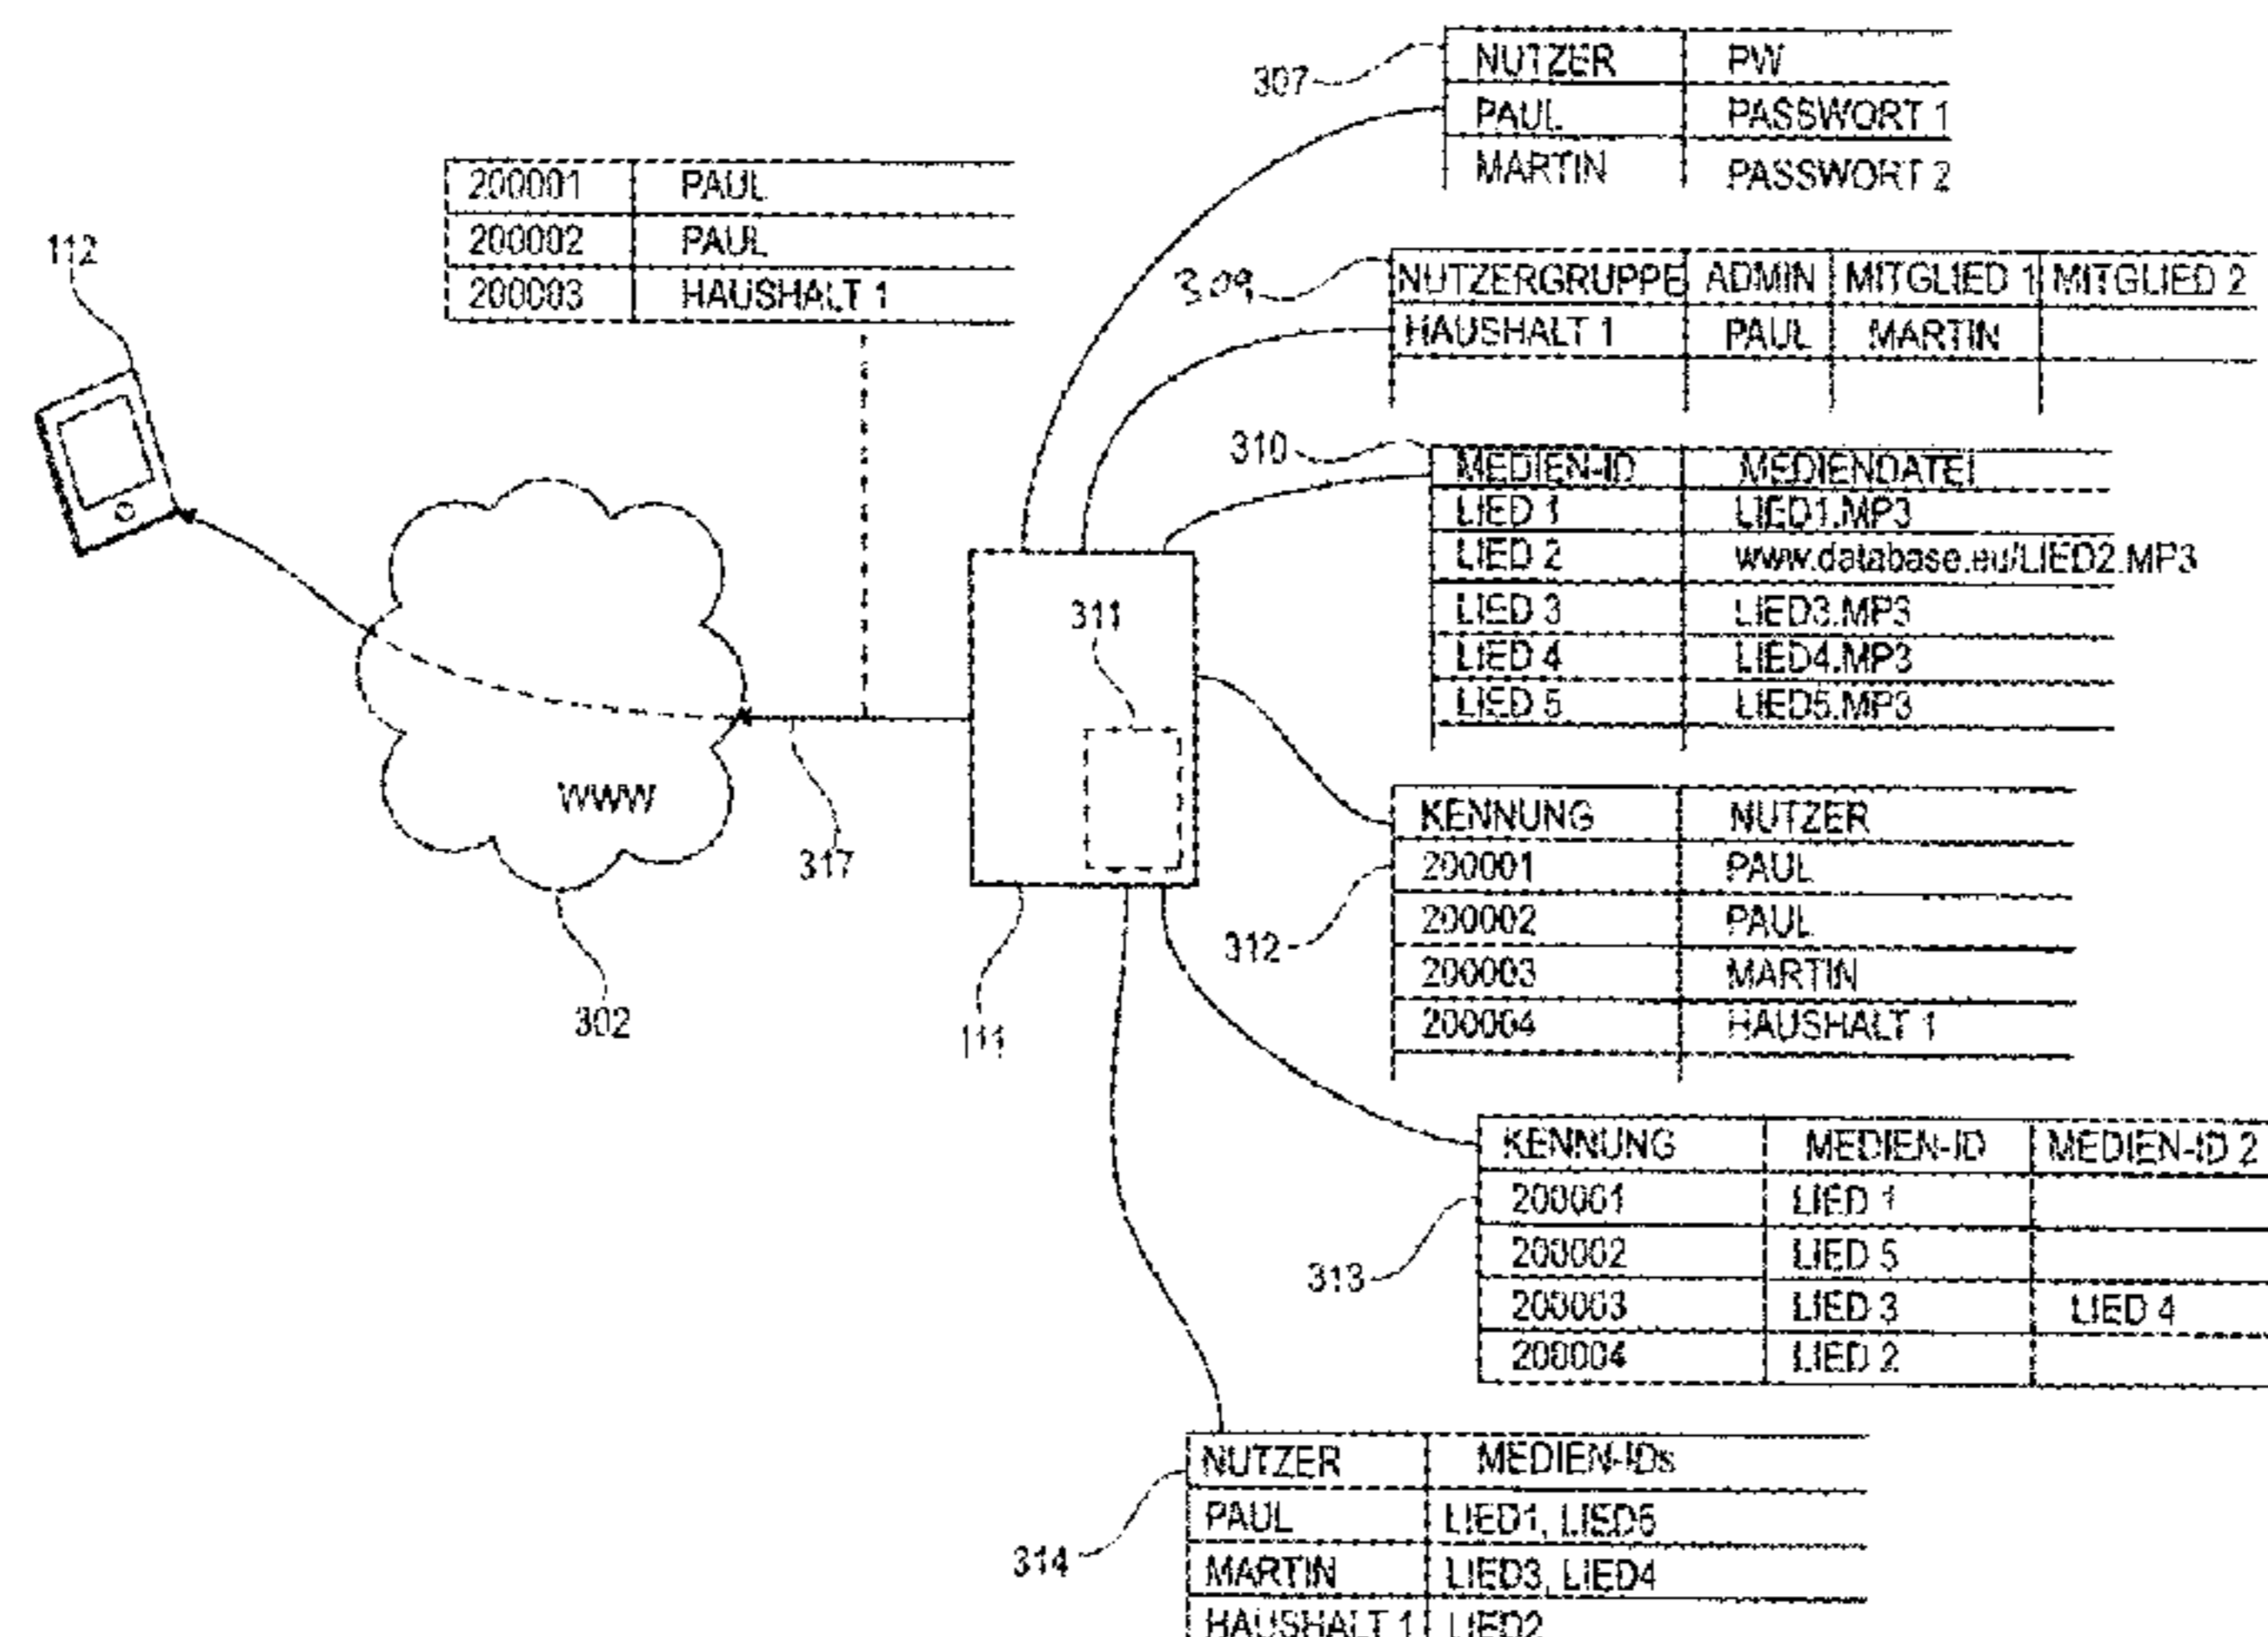 307
NUTZER PW
PAUL PASSWORT 1
MARTIN PASSWORT 2
200001 PAUL
200002 PAUL
200003 HAUSHALT 1
112
309
NUTZERGRUPPE ADMIN MITGLIED 1 MITGLIED 2
HAUSHALT 1 PAUL MARTIN
310
MEDIEN-ID MEDIENDATEI
LIED 1 LIED1.MP3
LIED 2 www.database.eu/LIED2.MP3
LIED 3 LIED3.MP3
LIED 4 LIED4.MP3
LIED 5 LIED5.MP3
311
WWW
317
302
111
312
KENNUNG NUTZER
200001 PAUL
200002 PAUL
200003 MARTIN
200004 HAUSHALT 1
313
KENNUNG MEDIEN-ID MEDIEN-ID 2
200001 LIED 1
200002 LIED 5
200003 LIED 3 LIED 4
200004 LIED 2
314
NUTZER MEDIEN-IDs
PAUL LIED1,
MARTIN LIED3, LIED4
HAUSHALT 1 LIED2